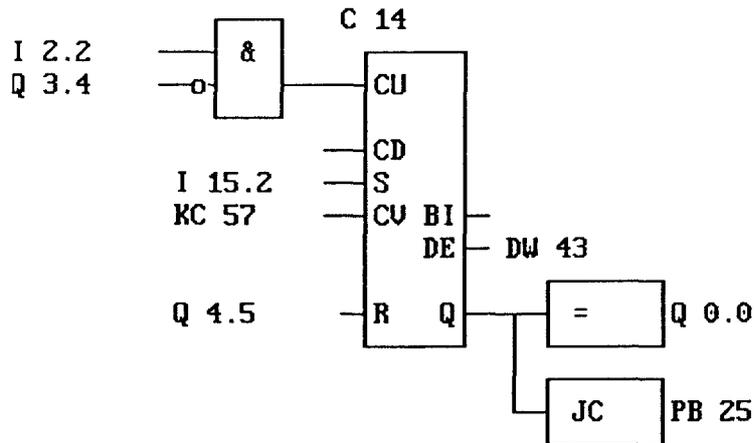 C 14
I 2.2 &
Q 3.4 CU
CD
I 15.2 S
KC 57 CV BI
DE DW 43
Q 4.5 R Q = Q 0.0
JC PB 25